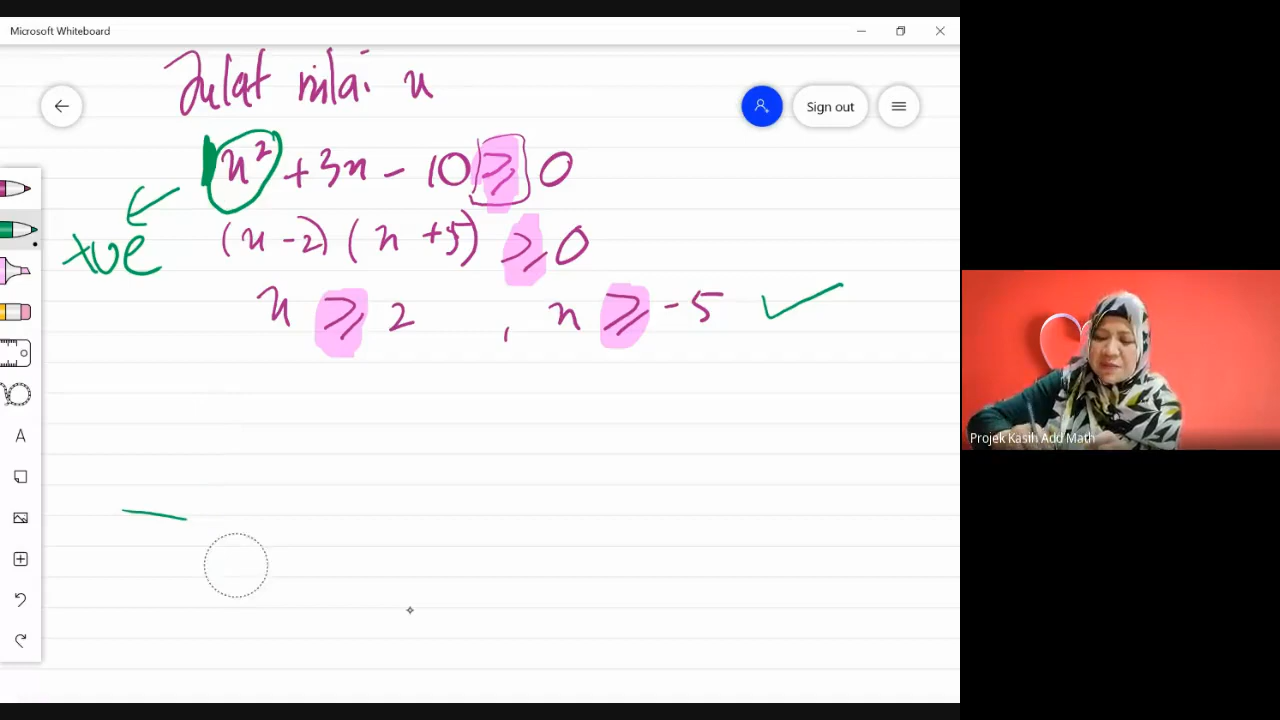 Microsoft Whiteboard
Julat nilai x
Sign out
x² + 3x - 10 ≥ 0
+ve
(x - 2) (x + 5) ≥ 0
x ≥ 2 , x ≥ -5 ✓
A
Projek Kasih Add Math